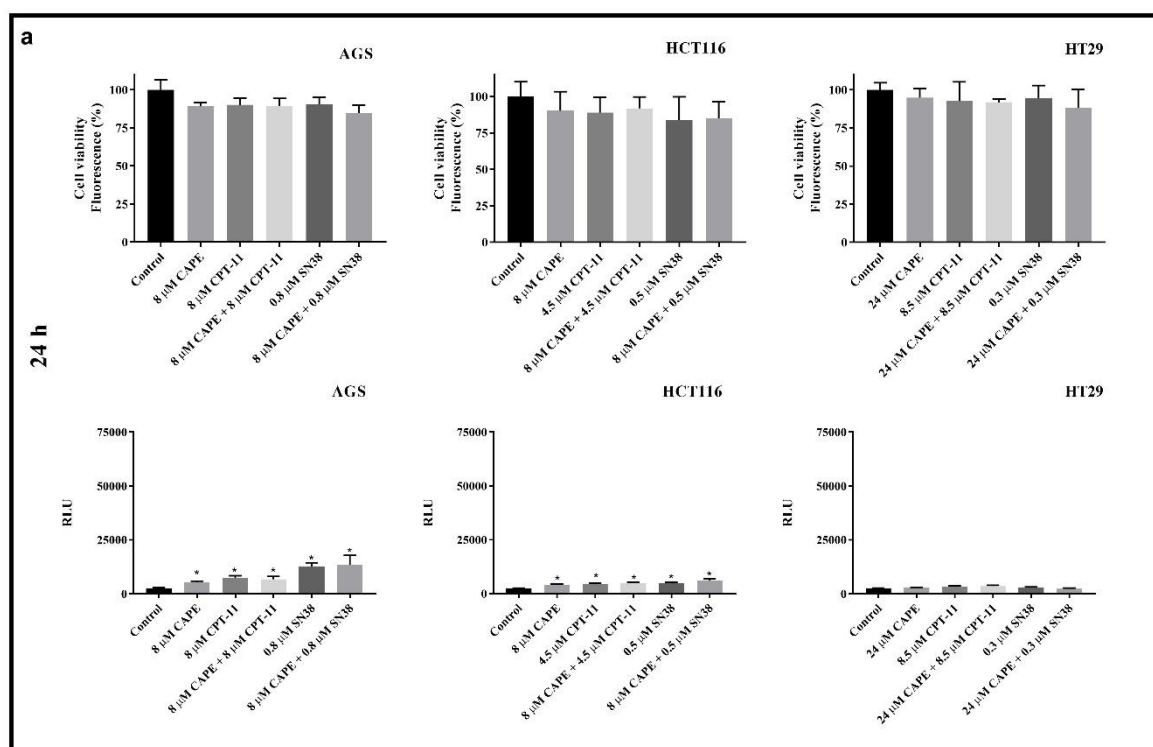 a
24 h
AGS
Cell viability
Fluorescence (%)
100
75
50
25
0
Control
8 μM CAPE
8 μM CPT-11
8 μM CAPE + 8 μM CPT-11
0.8 μM SN38
8 μM CAPE + 0.8 μM SN38
HCT116
Cell viability
Fluorescence (%)
100
75
50
25
0
Control
8 μM CAPE
4.5 μM CPT-11
8 μM CAPE + 4.5 μM CPT-11
0.5 μM SN38
8 μM CAPE + 0.5 μM SN38
HT29
Cell viability
Fluorescence (%)
100
75
50
25
0
Control
24 μM CAPE
8.5 μM CPT-11
24 μM CAPE + 8.5 μM CPT-11
0.3 μM SN38
24 μM CAPE + 0.3 μM SN38
AGS
RLU
75000
50000
25000
0
* * * * *
Control
8 μM CAPE
8 μM CPT-11
8 μM CAPE + 8 μM CPT-11
0.8 μM SN38
8 μM CAPE + 0.8 μM SN38
HCT116
RLU
75000
50000
25000
0
* * * * *
Control
8 μM CAPE
4.5 μM CPT-11
8 μM CAPE + 4.5 μM CPT-11
0.5 μM SN38
8 μM CAPE + 0.5 μM SN38
HT29
RLU
75000
50000
25000
0
Control
24 μM CAPE
8.5 μM CPT-11
24 μM CAPE + 8.5 μM CPT-11
0.3 μM SN38
24 μM CAPE + 0.3 μM SN38